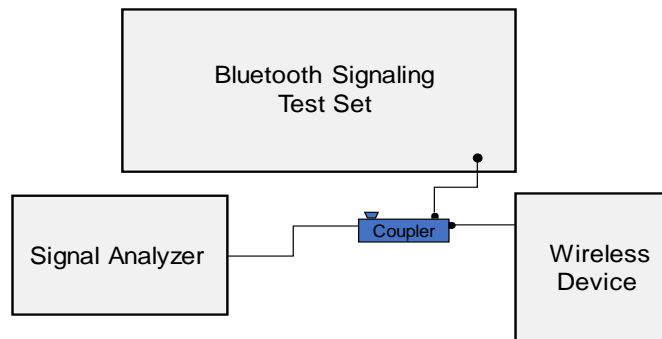 Bluetooth Signaling
Test Set
Signal Analyzer
Coupler
Wireless
Device